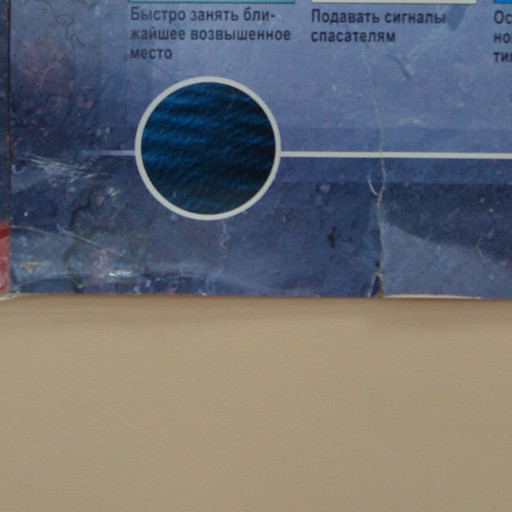 Быстро занять бли-
жайшее возвышенное
место
Подавать сигналы
спасателям